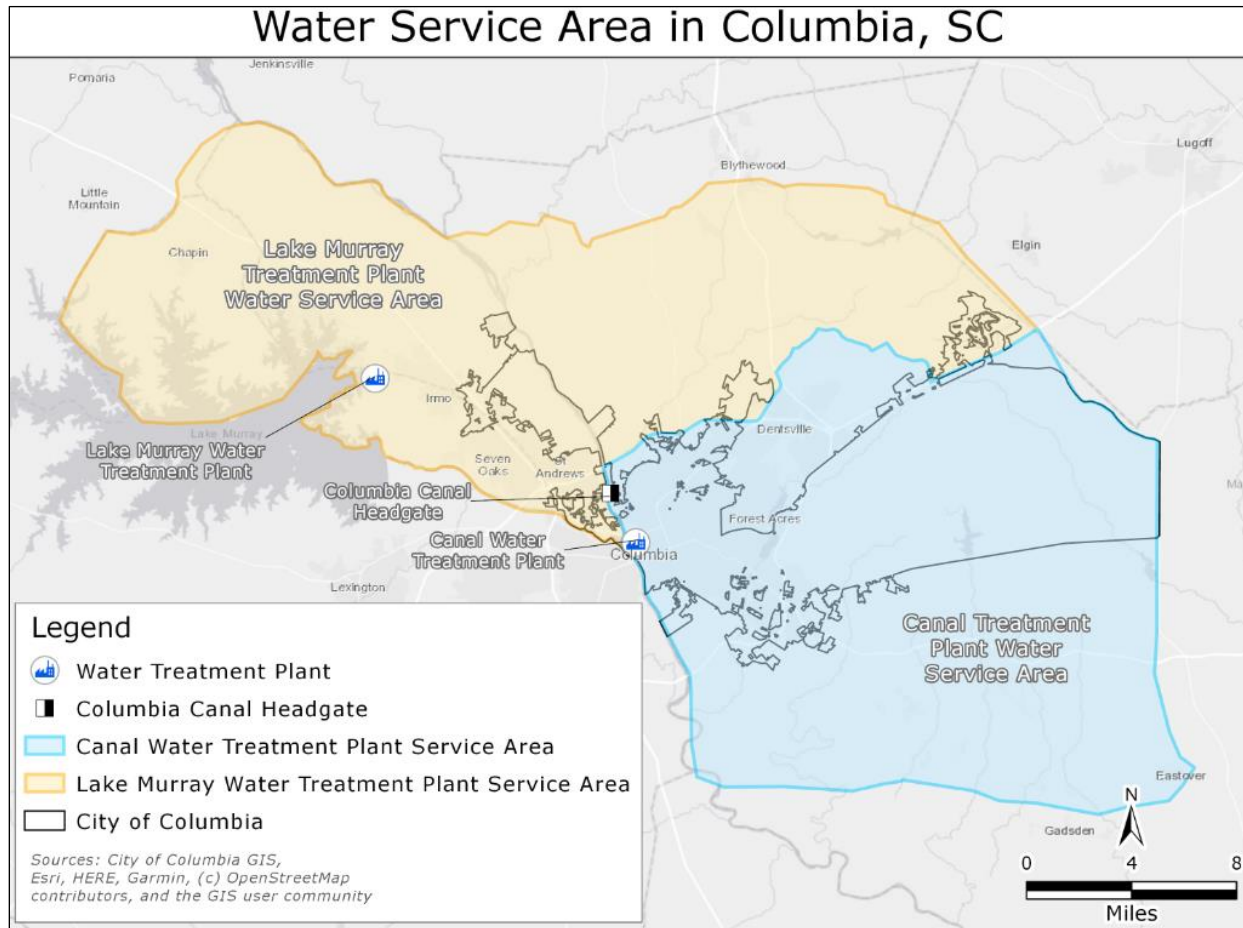 Water Service Area in Columbia, SC
Jenkinsville
Pomaria
Lugoff
Blythewood
Little
Mountain
Elgin
Chapin
Lake Murray
Treatment Plant
Water Service Area
Irmo
Lake Murray
Lake Murray Water
Treatment Plant
Dentsville
Seven
Oaks
Andrews
Columbia Canal
Headgate
Forest Acres
Canal Water
Treatment Plant
Columbia
Lexington
Canal Treatment
Plant Water
Service Area
Eastover
Gadsden
N
0 4 8
Miles
Legend
Water Treatment Plant
Columbia Canal Headgate
Canal Water Treatment Plant Service Area
Lake Murray Water Treatment Plant Service Area
City of Columbia
Sources: City of Columbia GIS,
Esri, HERE, Garmin, (c) OpenStreetMap
contributors, and the GIS user community